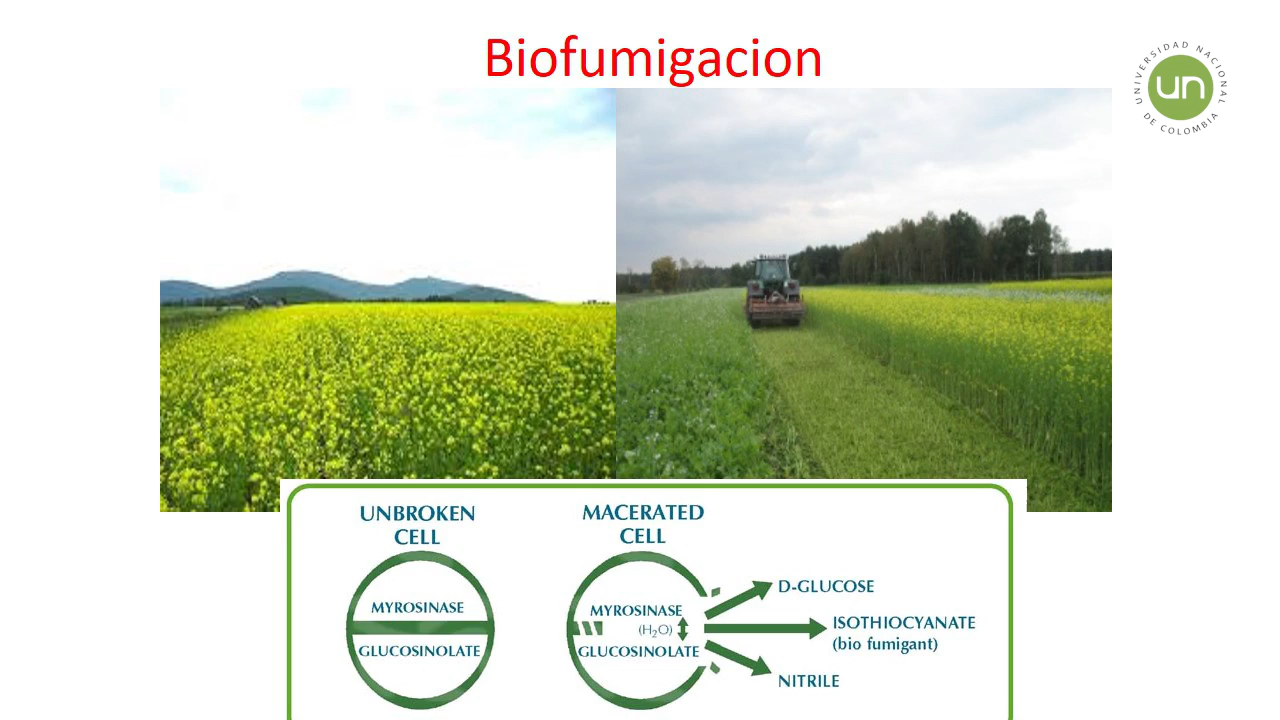 Biofumigacion
UNIVERSIDAD NACIONAL
DE COLOMBIA
un
UNBROKEN
CELL
MYROSINASE
GLUCOSINOLATE
MACERATED
CELL
MYROSINASE
(H₂O)
GLUCOSINOLATE
D-GLUCOSE
ISOTHIOCYANATE
(bio fumigant)
NITRILE